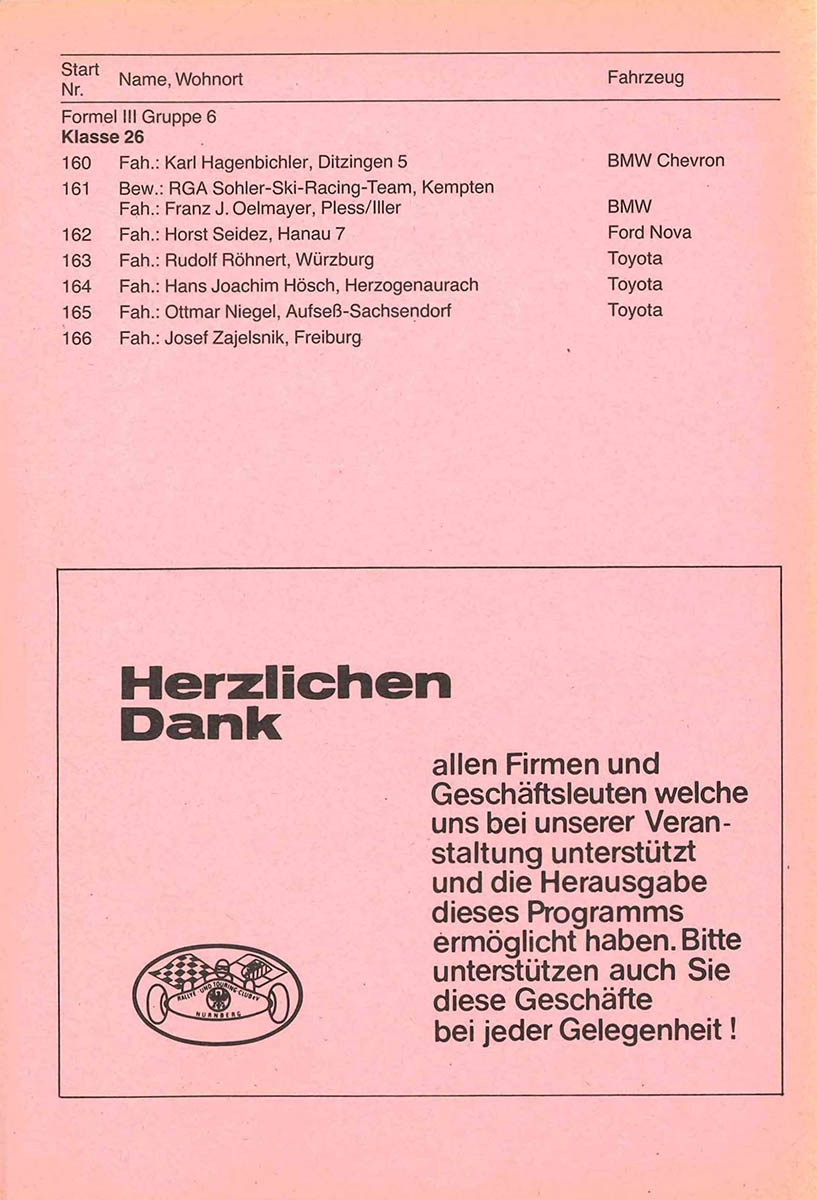 Start Nr. Name, Wohnort Fahrzeug
Formel III Gruppe 6
Klasse 26
160 Fah.: Karl Hagenbichler, Ditzingen 5 BMW Chevron
161 Bew.: RGA Sohler-Ski-Racing-Team, Kempten
Fah.: Franz J. Oelmayer, Pless/Iller BMW
162 Fah.: Horst Seidez, Hanau 7 Ford Nova
163 Fah.: Rudolf Röhnert, Würzburg Toyota
164 Fah.: Hans Joachim Hösch, Herzogenaurach Toyota
165 Fah.: Ottmar Niegel, Aufseß-Sachsendorf Toyota
166 Fah.: Josef Zajelsnik, Freiburg
Herzlichen
Dank
allen Firmen und
Geschäftsleuten welche
uns bei unserer Veran-
staltung unterstützt
und die Herausgabe
dieses Programms
ermöglicht haben. Bitte
unterstützen auch Sie
diese Geschäfte
bei jeder Gelegenheit !
RALLYE- UND TOURING CLUB e.V
NÜRNBERG